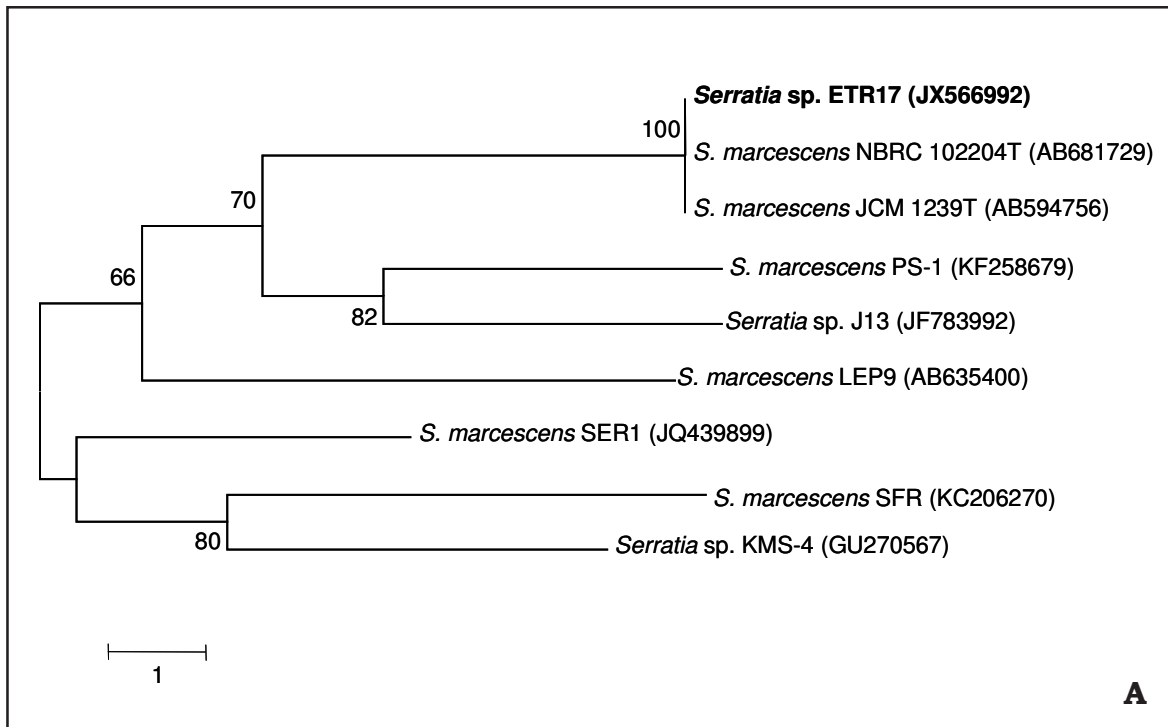 Serratia sp. ETR17 (JX566992)
100
S. marcescens NBRC 102204T (AB681729)
70
S. marcescens JCM 1239T (AB594756)
66
S. marcescens PS-1 (KF258679)
82
Serratia sp. J13 (JF783992)
S. marcescens LEP9 (AB635400)
S. marcescens SER1 (JQ439899)
S. marcescens SFR (KC206270)
80
Serratia sp. KMS-4 (GU270567)
1
A